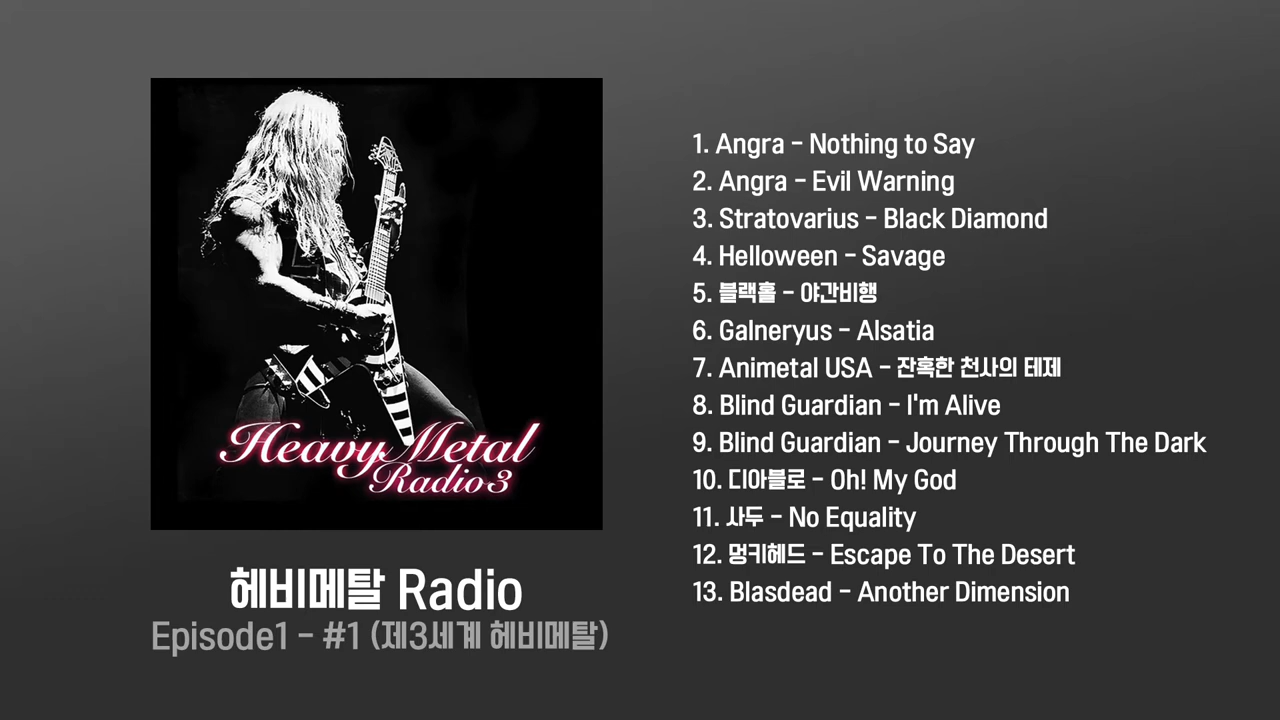 Heavy Metal
Radio 3
헤비메탈 Radio
Episode1 - #1 (제3세계 헤비메탈)
1. Angra - Nothing to Say
2. Angra - Evil Warning
3. Stratovarius - Black Diamond
4. Helloween - Savage
5. 블랙홀 - 야간비행
6. Galneryus - Alsatia
7. Animetal USA - 잔혹한 천사의 테제
8. Blind Guardian - I'm Alive
9. Blind Guardian - Journey Through The Dark
10. 디아블로 - Oh! My God
11. 사두 - No Equality
12. 멍키헤드 - Escape To The Desert
13. Blasdead - Another Dimension